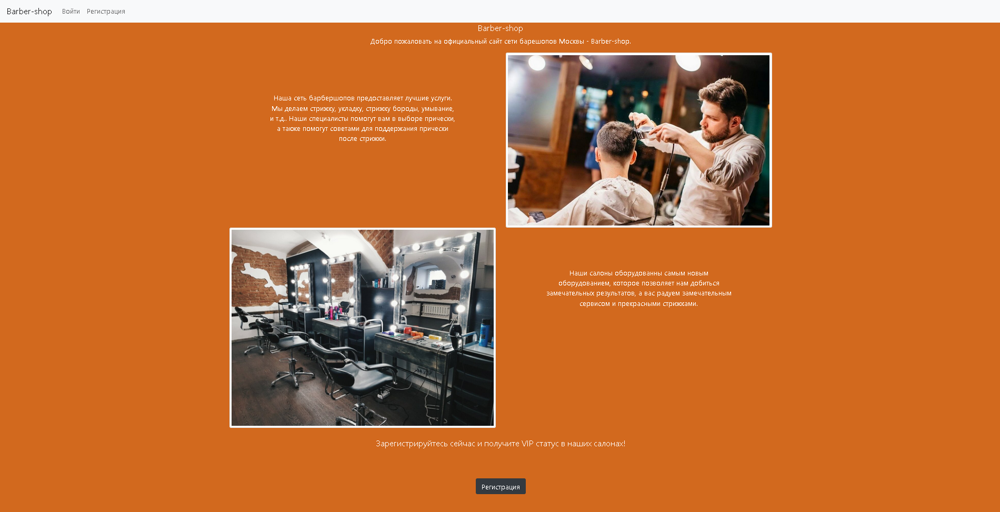 Barber-shop Войти Регистрация
Barber-shop
Добро пожаловать на официальный сайт сети барешопов Москвы - Barber-shop.
Наша сеть барбершопов предоставляет лучшие услуги.
Мы делаем стрижку, укладку, стрижку бороды, умывание,
и т.д.. Наши специалисты помогут вам в выборе прически,
а также помогут советами для поддержания прически
после стрижки.
Наши салоны оборудованны самым новым
оборудованием, которое позволяет нам добиться
замечательных результатов, а вас радуем замечательным
сервисом и прекрасными стрижками.
Зарегистрируйтесь сейчас и получите VIP статус в наших салонах!
Регистрация